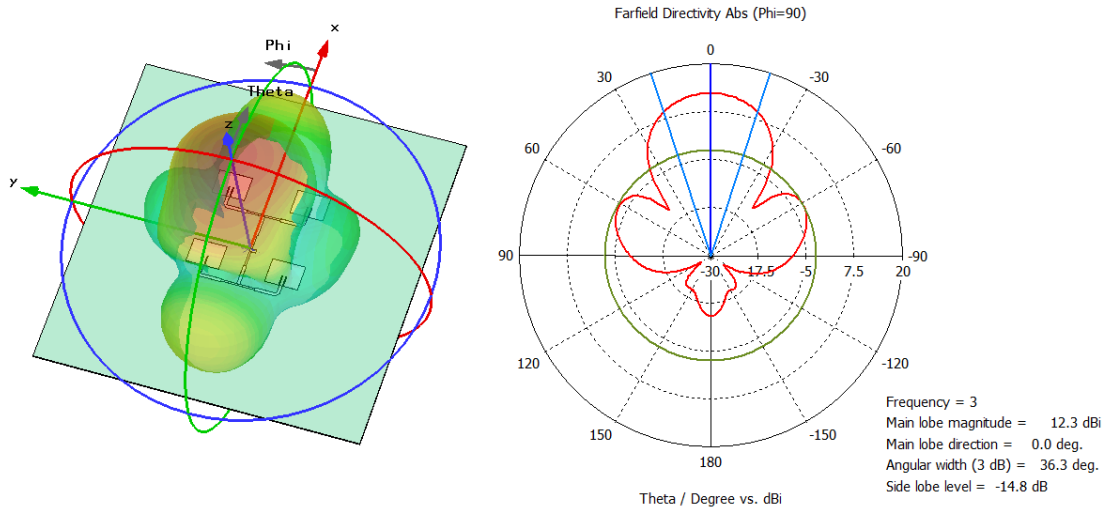 Farfield Directivity Abs (Phi=90)
x
Phi
Theta
z
y
0
30
-30
60
-60
90
-90
-30
-17.5
-5
7.5
20
120
-120
150
-150
180
Theta / Degree vs. dBi
Frequency = 3
Main lobe magnitude = 12.3 dBi
Main lobe direction = 0.0 deg.
Angular width (3 dB) = 36.3 deg.
Side lobe level = -14.8 dB